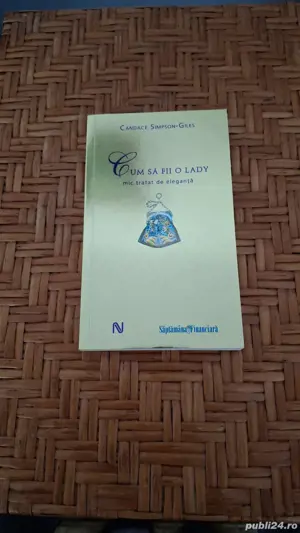 CANDACE SIMPSON-GILES
CUM SĂ FII O LADY
mic tratat de eleganță
N
Săptămâna Financiară
publi24.ro